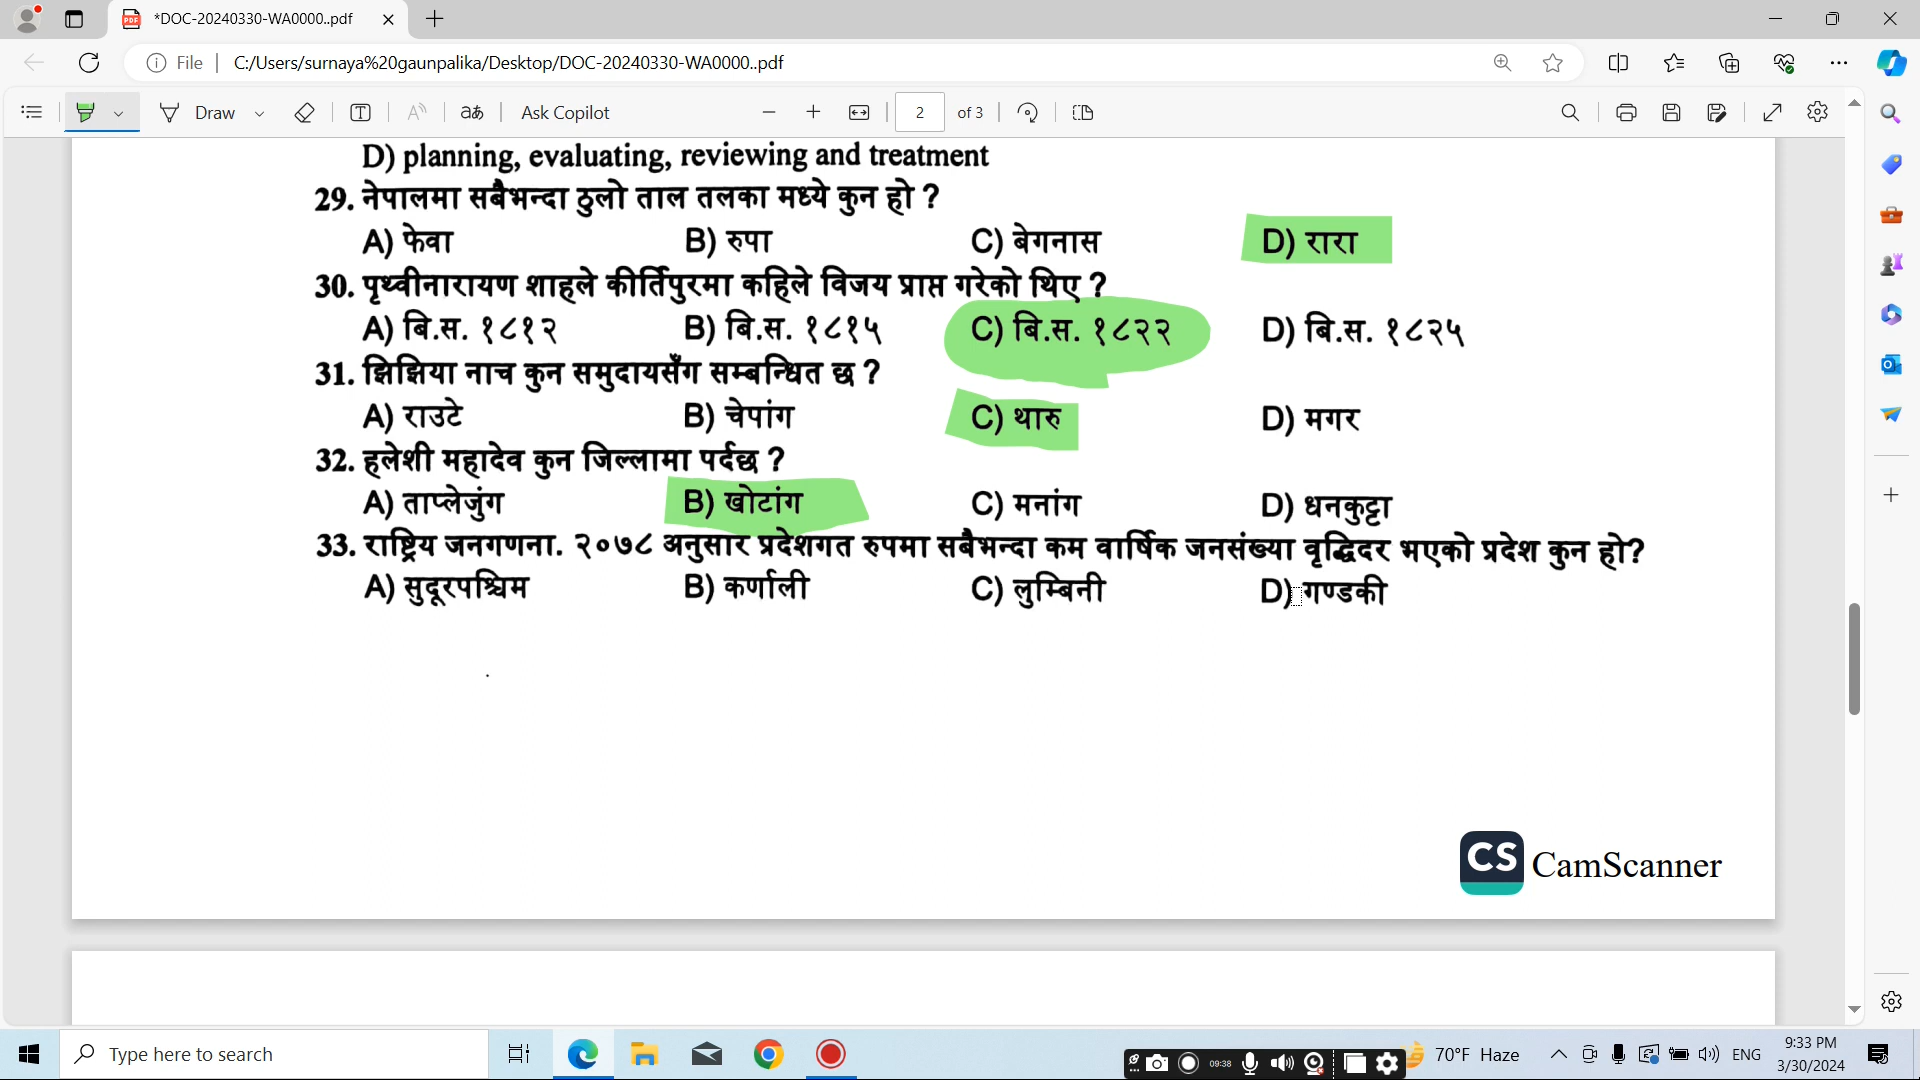 *DOC-20240330-WA0000..pdf
File
C:/Users/surnaya%20gaunpalika/Desktop/DOC-20240330-WA0000..pdf
Draw
aあ
Ask Copilot
2
of 3
D) planning, evaluating, reviewing and treatment
29. नेपालमा सबैभन्दा ठुलो ताल तलका मध्ये कुन हो ?
A) फेवा B) रुपा C) बेगनास D) रारा
30. पृथ्वीनारायण शाहले कीर्तिपुरमा कहिले विजय प्राप्त गरेको थिए ?
A) बि.स. १८१२ B) बि.स. १८१५ C) बि.स. १८२२ D) बि.स. १८२५
31. झिझिया नाच कुन समुदायसँग सम्बन्धित छ ?
A) राउटे B) चेपांग C) थारु D) मगर
32. हलेशी महादेव कुन जिल्लामा पर्दछ ?
A) ताप्लेजुंग B) खोटांग C) मनांग D) धनकुट्टा
33. राष्ट्रिय जनगणना. २०७८ अनुसार प्रदेशगत रुपमा सबैभन्दा कम वार्षिक जनसंख्या वृद्धिदर भएको प्रदेश कुन हो?
A) सुदूरपश्चिम B) कर्णाली C) लुम्बिनी D) गण्डकी
CS CamScanner
Type here to search
09:38
70°F Haze
ENG
9:33 PM
3/30/2024